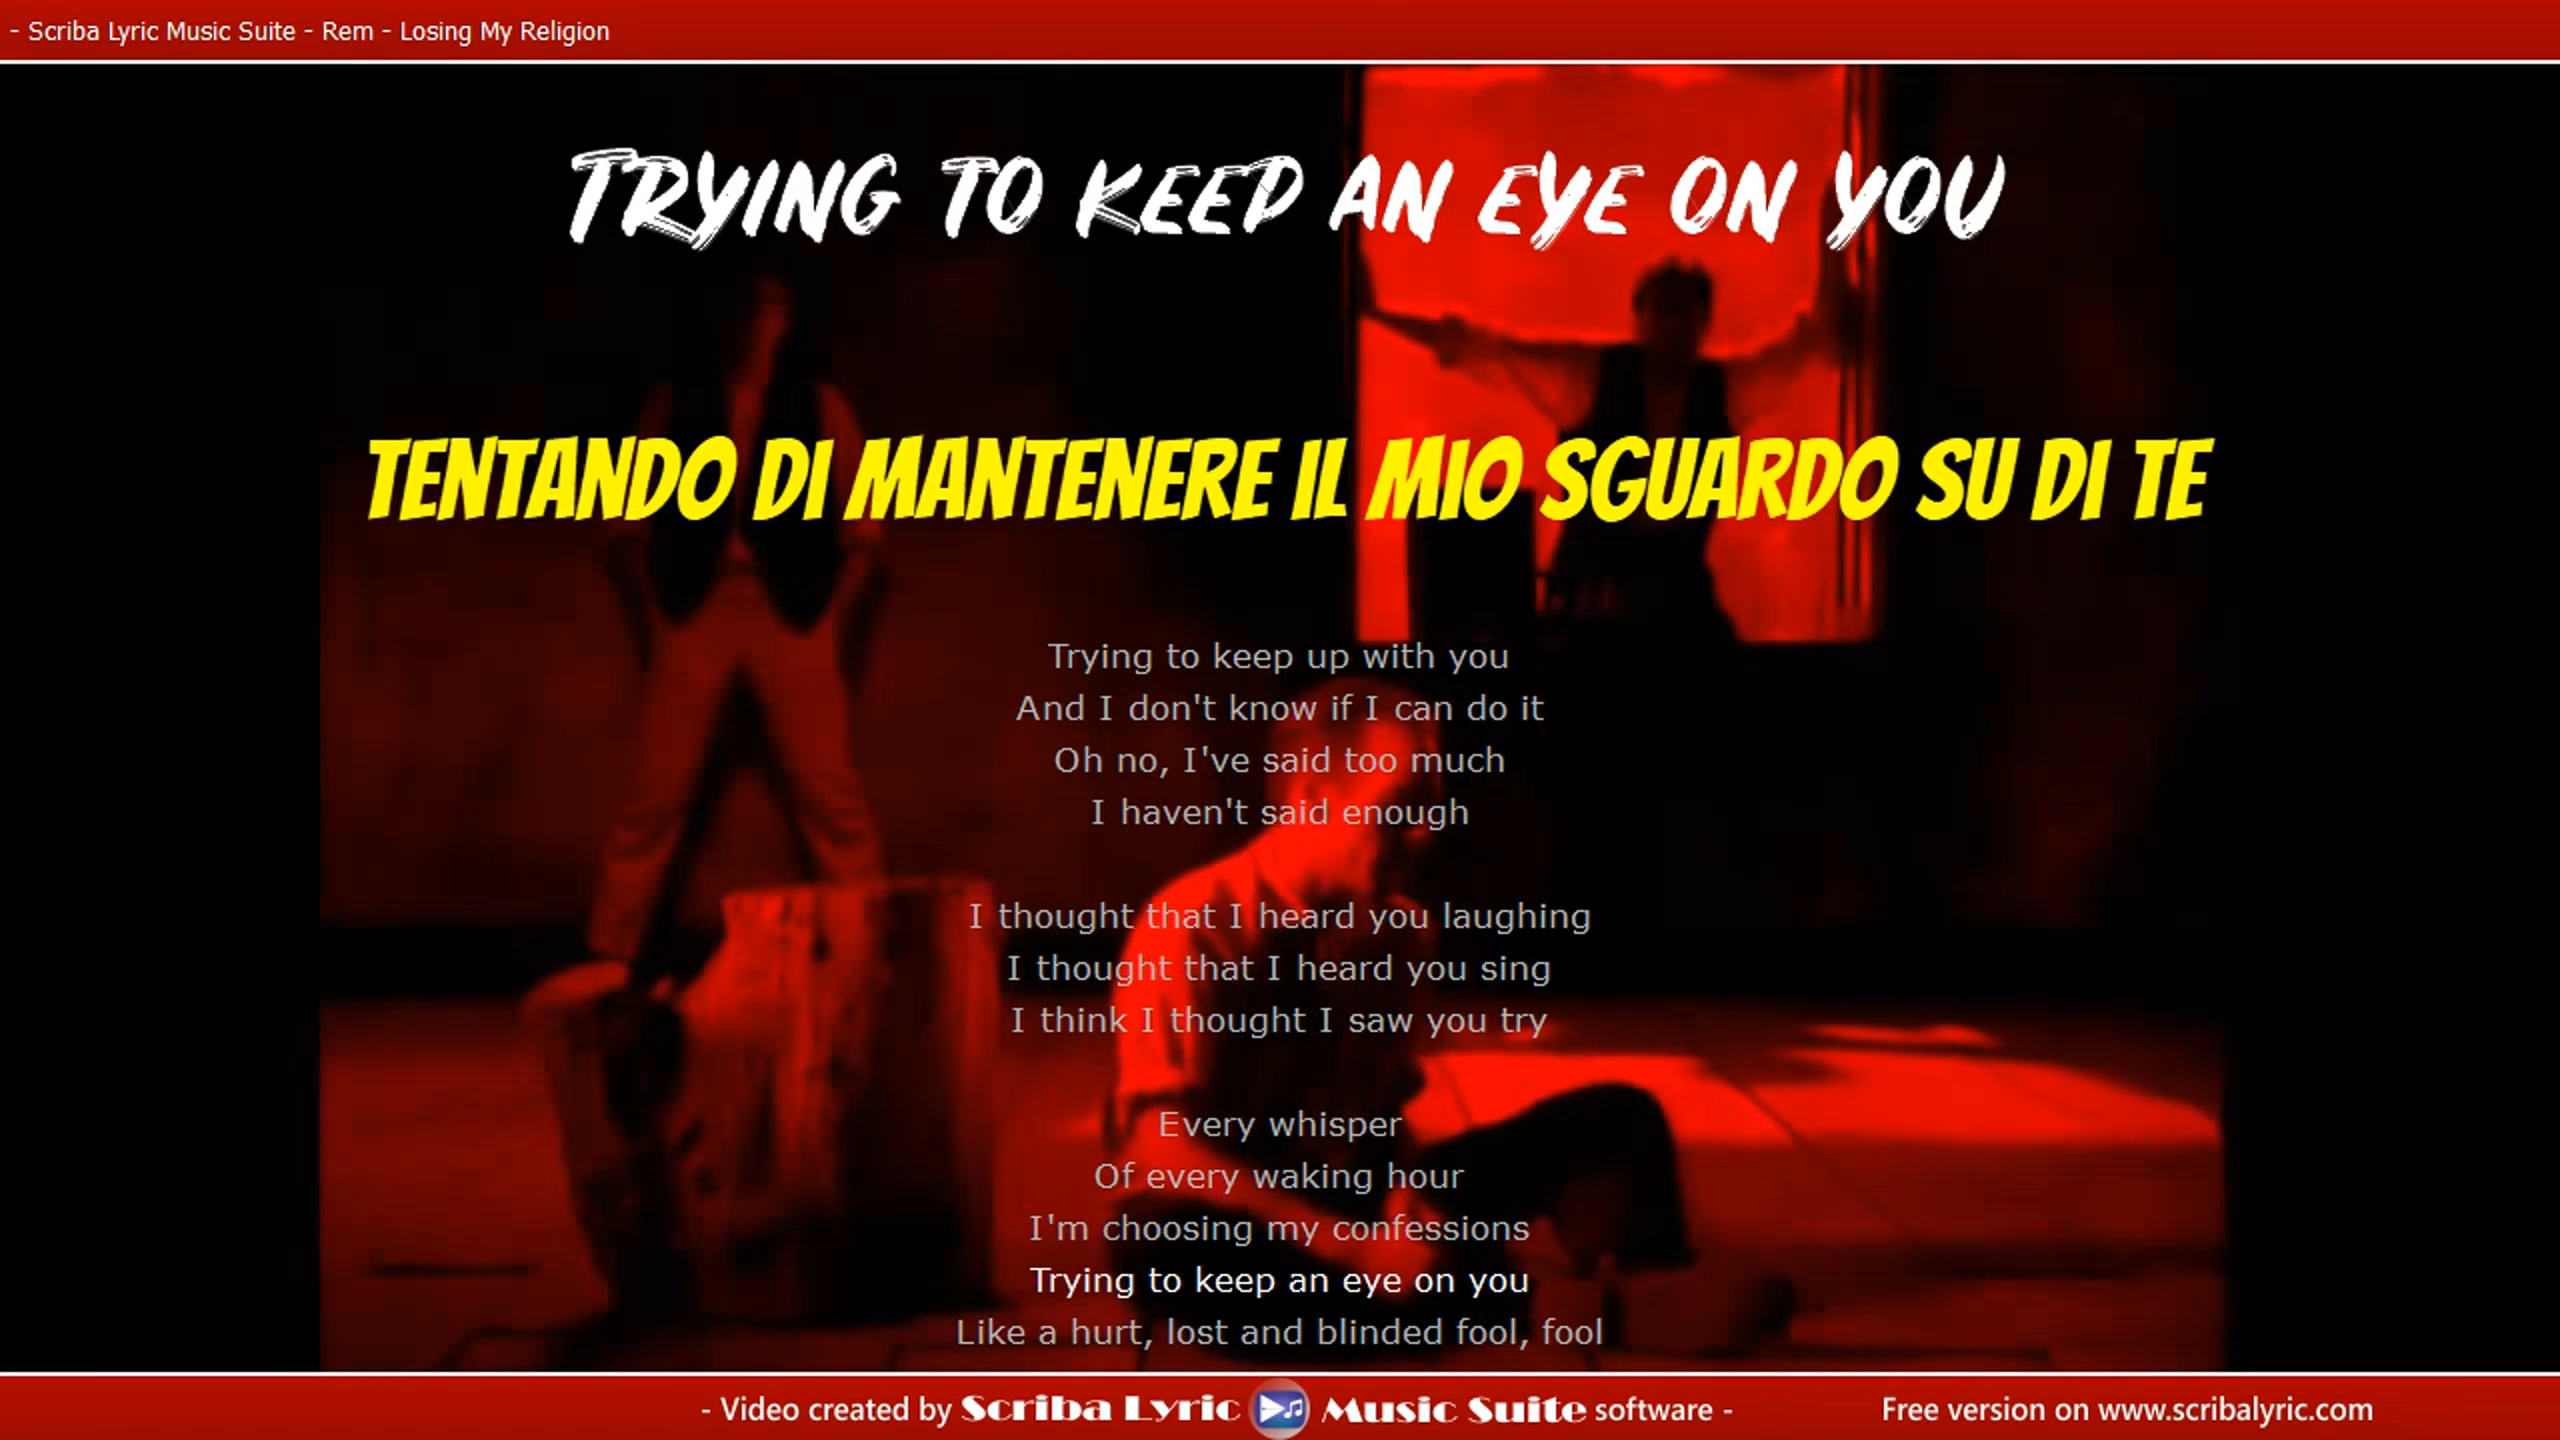 - Scriba Lyric Music Suite - Rem - Losing My Religion
TRYING TO KEEP AN EYE ON YOU
TENTANDO DI MANTENERE IL MIO SGUARDO SU DI TE
Trying to keep up with you
And I don't know if I can do it
Oh no, I've said too much
I haven't said enough
I thought that I heard you laughing
I thought that I heard you sing
I think I thought I saw you try
Every whisper
Of every waking hour
I'm choosing my confessions
Trying to keep an eye on you
Like a hurt, lost and blinded fool, fool
- Video created by Scriba Lyric Music Suite software - Free version on www.scribalyric.com